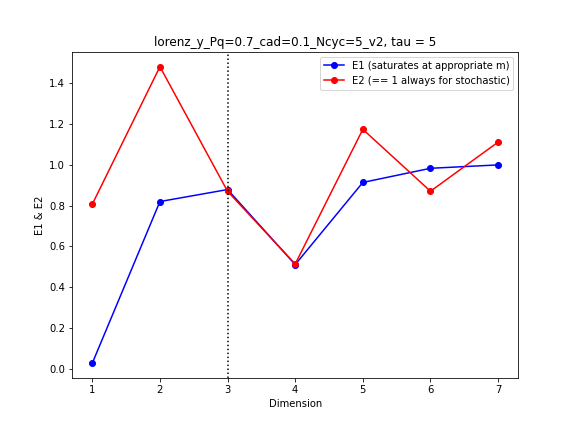 lorenz_y_Pq=0.7_cad=0.1_Ncyc=5_v2, tau = 5
E1 (saturates at appropriate m)
E2 (== 1 always for stochastic)
E1 & E2
1.4
1.2
1.0
0.8
0.6
0.4
0.2
0.0
1 2 3 4 5 6 7
Dimension